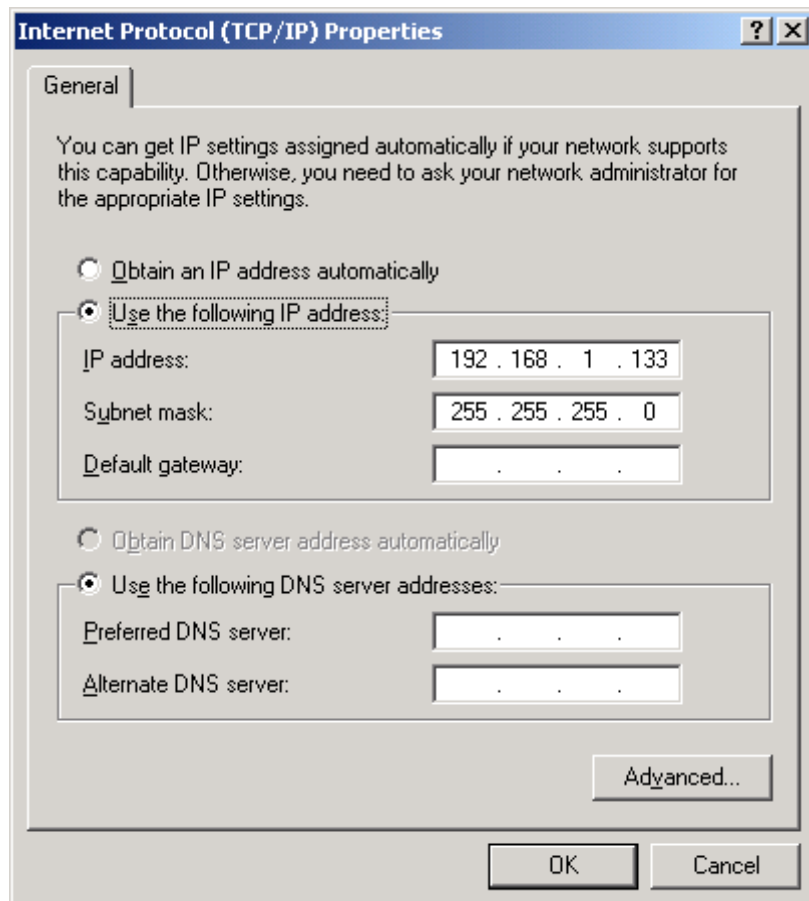 Internet Protocol (TCP/IP) Properties
General
You can get IP settings assigned automatically if your network supports
this capability. Otherwise, you need to ask your network administrator for
the appropriate IP settings.
Obtain an IP address automatically
Use the following IP address:
IP address: 192 . 168 . 1 . 133
Subnet mask: 255 . 255 . 255 . 0
Default gateway: . . .
Obtain DNS server address automatically
Use the following DNS server addresses:
Preferred DNS server: . . .
Alternate DNS server: . . .
Advanced...
OK Cancel